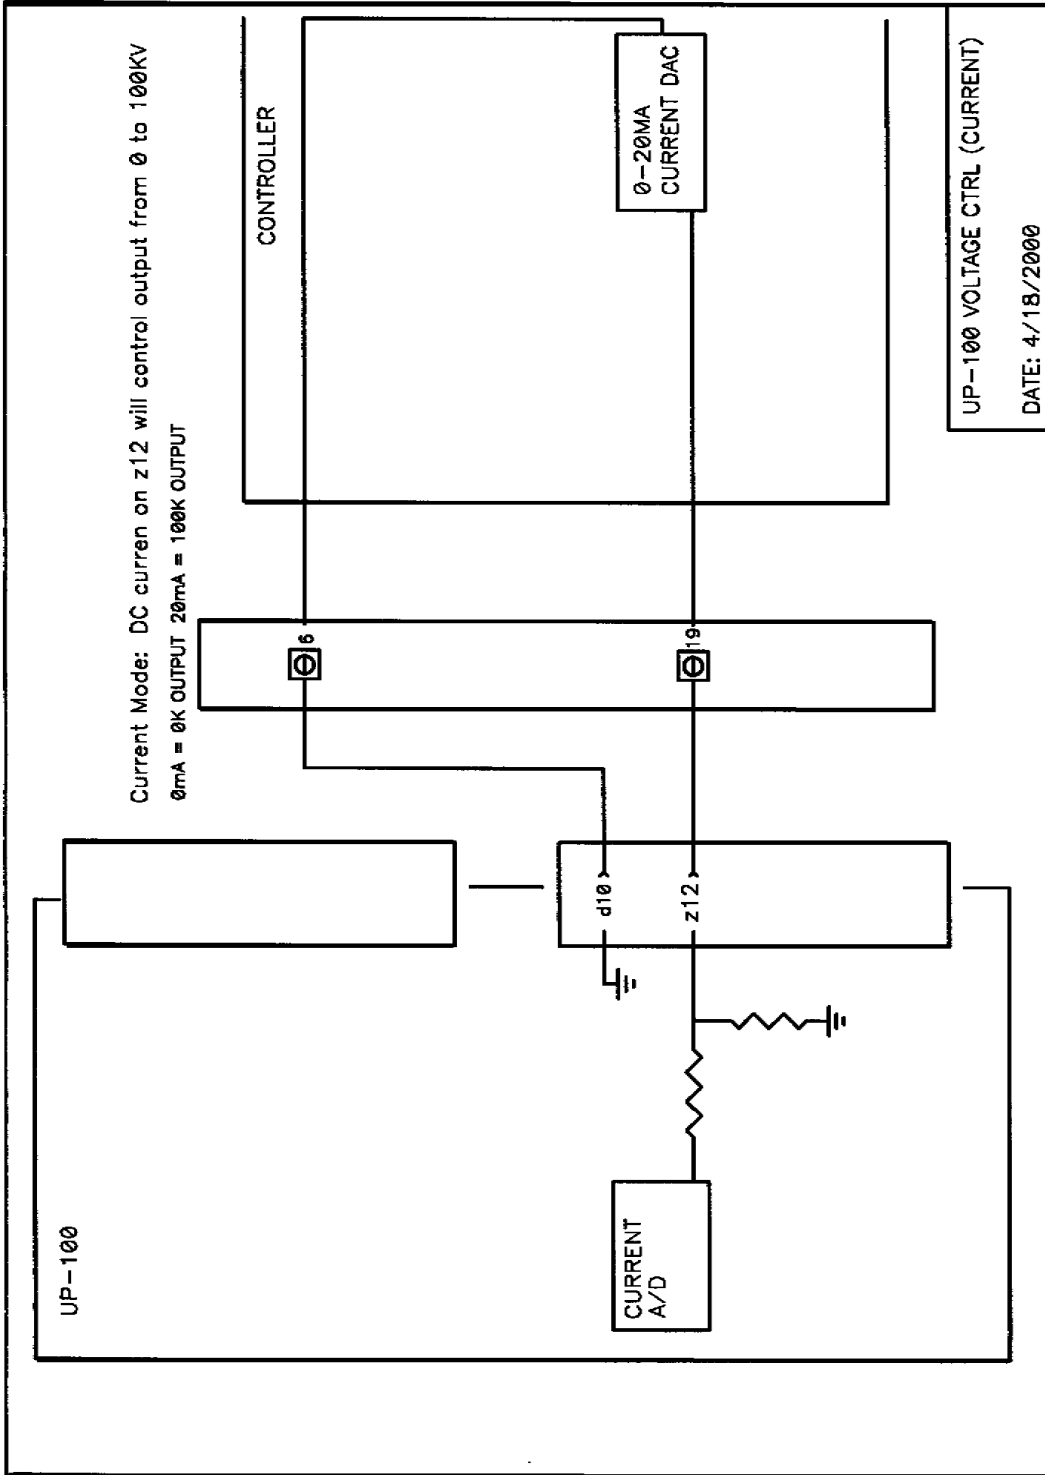 UP-100
Current Mode: DC curren on z12 will control output from 0 to 100KV
0mA = 0K OUTPUT 20mA = 100K OUTPUT
CONTROLLER
6
d10
CURRENT
A/D
z12
19
0-20MA
CURRENT DAC
UP-100 VOLTAGE CTRL (CURRENT)
DATE: 4/18/2000